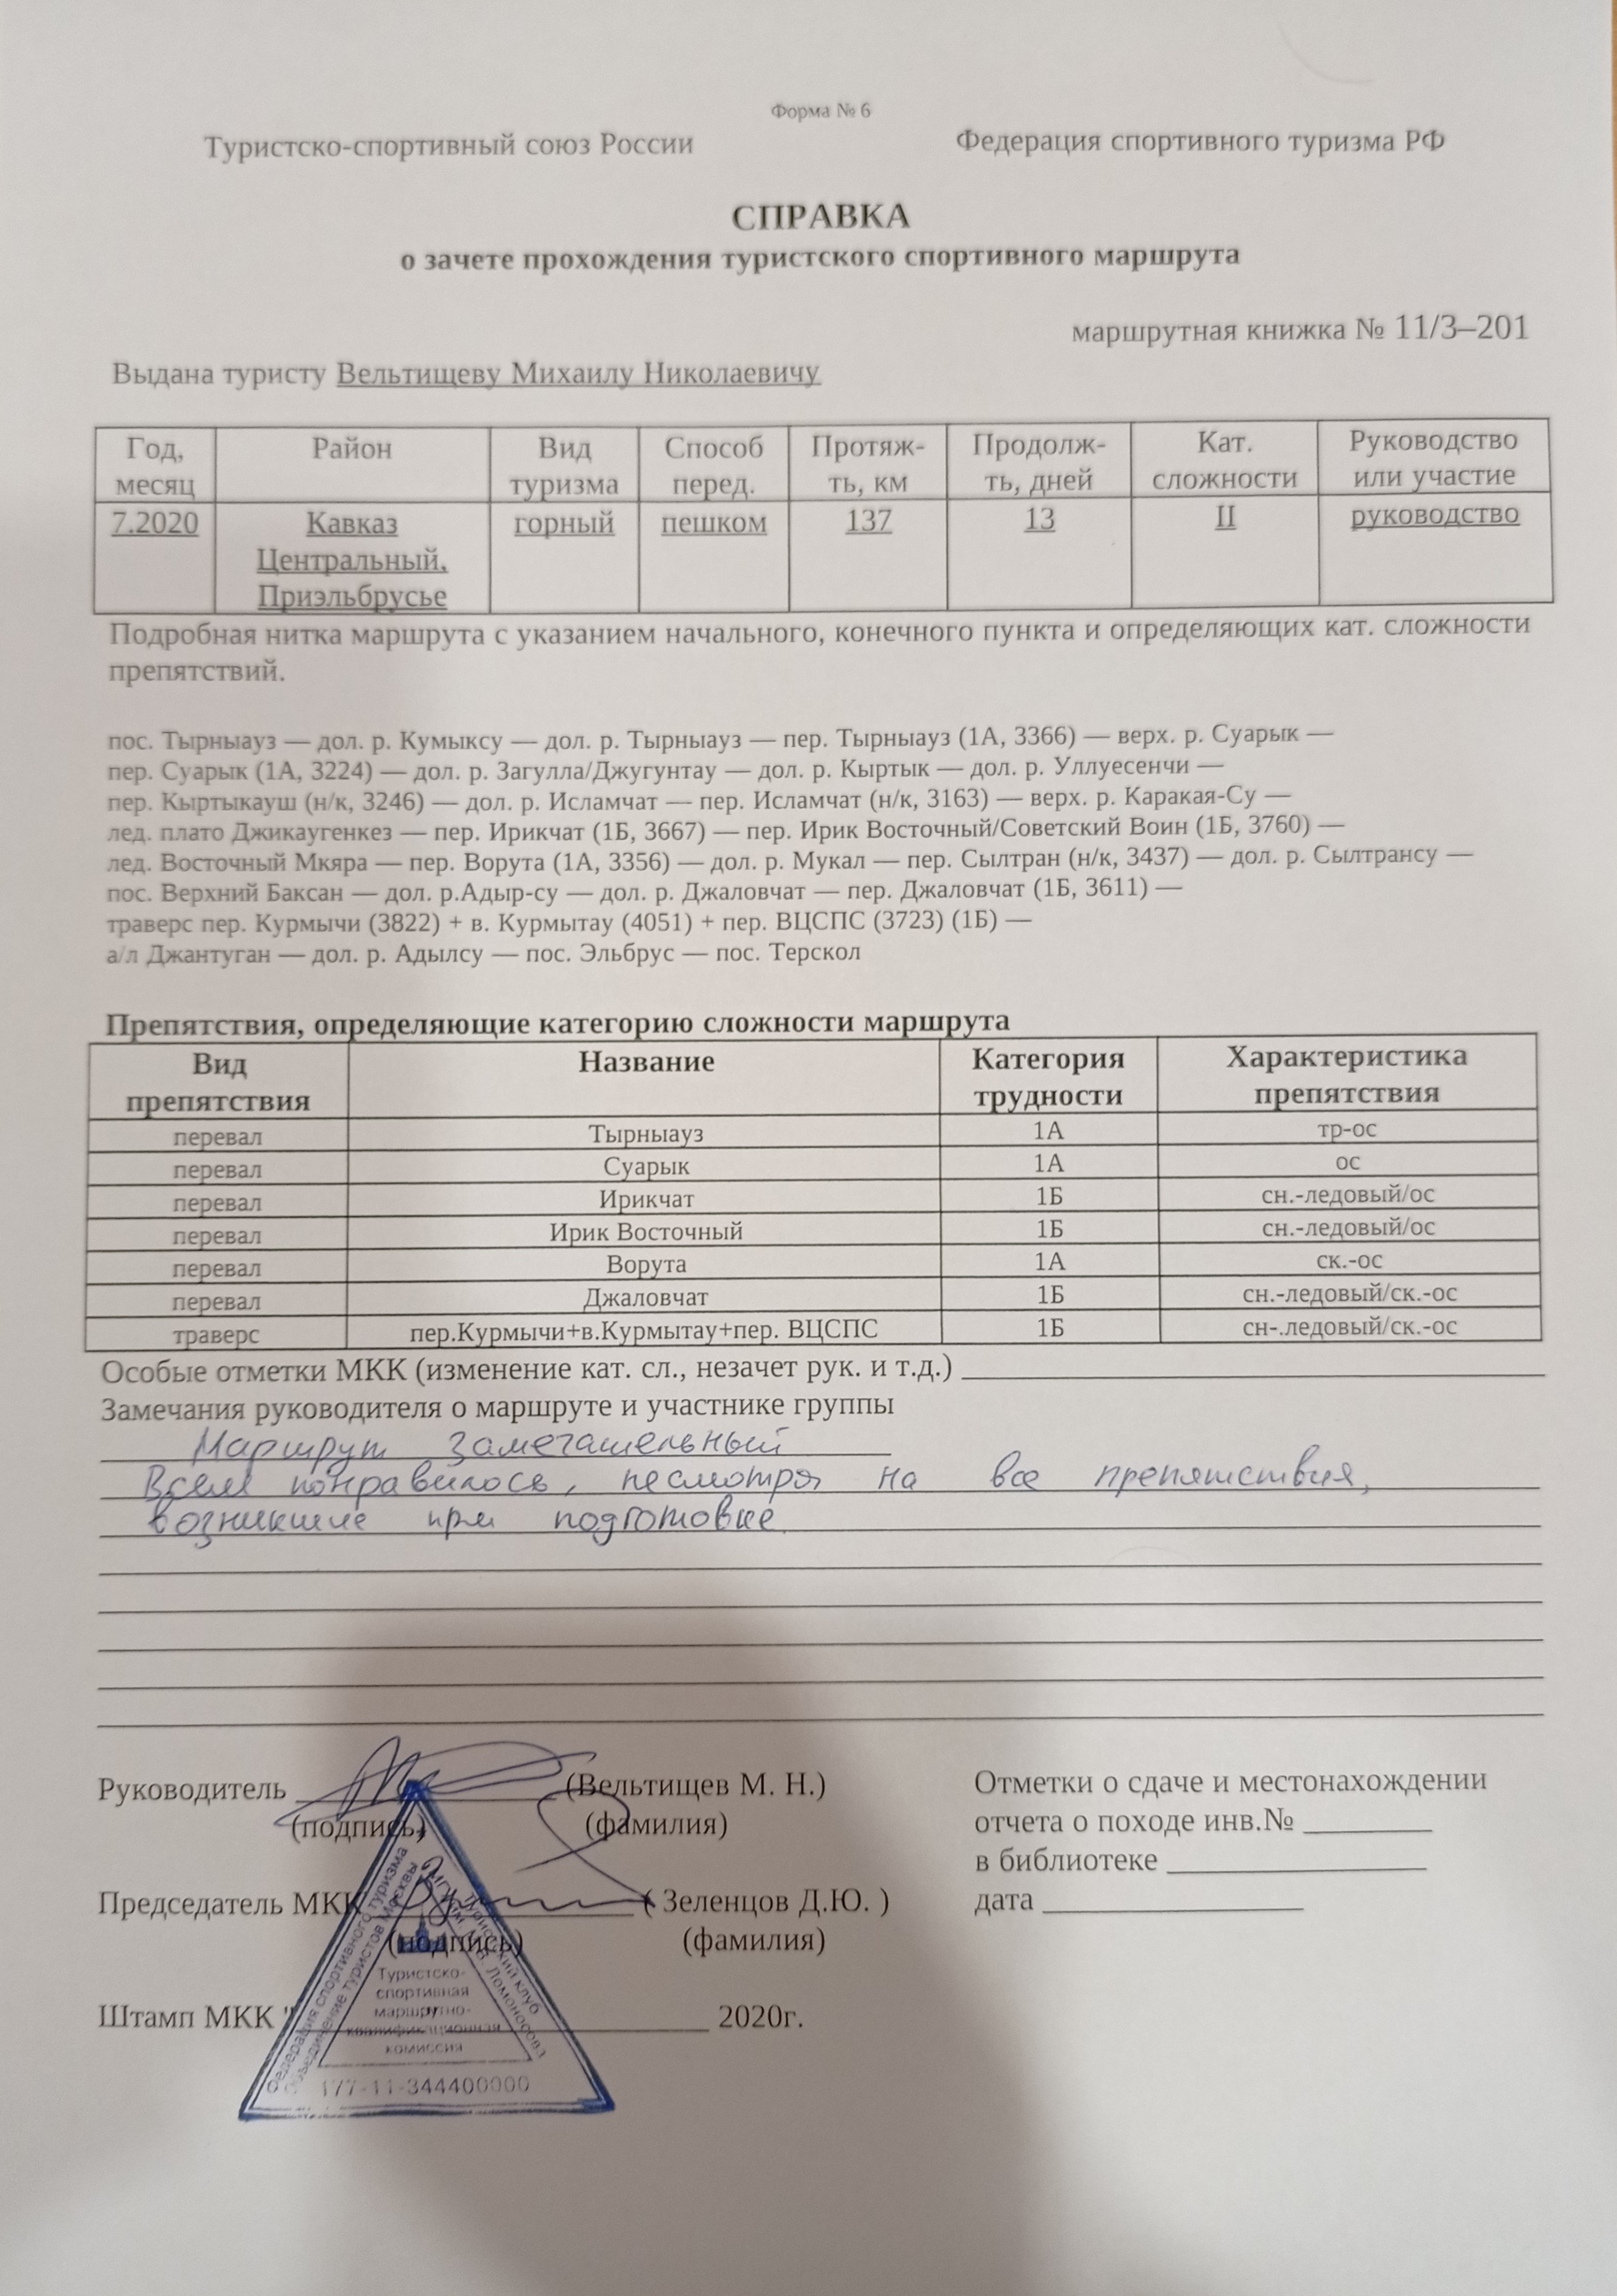 Форма № 6
Туристско-спортивный союз России Федерация спортивного туризма РФ
СПРАВКА
о зачете прохождения туристского спортивного маршрута
маршрутная книжка № 11/3–201
Выдана туристу Вельтищеву Михаилу Николаевичу
Год, месяц Район Вид туризма Способ перед. Протяж-ть, км Продолж-ть, дней Кат. сложности Руководство или участие
7.2020 Кавказ Центральный, Приэльбрусье горный пешком 137 13 II руководство
Подробная нитка маршрута с указанием начального, конечного пункта и определяющих кат. сложности
препятствий.
пос. Тырныауз — дол. р. Кумыксу — дол. р. Тырныауз — пер. Тырныауз (1А, 3366) — верх. р. Суарык —
пер. Суарык (1А, 3224) — дол. р. Загулла/Джугунтау — дол. р. Кыртык — дол. р. Уллуесенчи —
пер. Кыртыкауш (н/к, 3246) — дол. р. Исламчат — пер. Исламчат (н/к, 3163) — верх. р. Каракая-Су —
лед. плато Джикаугенкез — пер. Ирикчат (1Б, 3667) — пер. Ирик Восточный/Советский Воин (1Б, 3760) —
лед. Восточный Мкяра — пер. Ворута (1А, 3356) — дол. р. Мукал — пер. Сылтран (н/к, 3437) — дол. р. Сылтрансу —
пос. Верхний Баксан — дол. р.Адыр-су — дол. р. Джаловчат — пер. Джаловчат (1Б, 3611) —
траверс пер. Курмычи (3822) + в. Курмытау (4051) + пер. ВЦСПС (3723) (1Б) —
а/л Джантуган — дол. р. Адылсу — пос. Эльбрус — пос. Терскол
Препятствия, определяющие категорию сложности маршрута
Вид препятствия Название Категория трудности Характеристика препятствия
перевал Тырныауз 1А тр-ос
перевал Суарык 1А ос
перевал Ирикчат 1Б сн.-ледовый/ос
перевал Ирик Восточный 1Б сн.-ледовый/ос
перевал Ворута 1А ск.-ос
перевал Джаловчат 1Б сн.-ледовый/ск.-ос
траверс пер.Курмычи+в.Курмытау+пер. ВЦСПС 1Б сн-.ледовый/ск.-ос
Особые отметки МКК (изменение кат. сл., незачет рук. и т.д.)
Замечания руководителя о маршруте и участнике группы
Маршрут замечательный
Всем понравилось, несмотря на все препятствия,
возникшие при подготовке
Руководитель (Вельтищев М. Н.)
(подпись) (фамилия)
Председатель МКК ( Зеленцов Д.Ю. )
(подпись) (фамилия)
Штамп МКК " 2020г.
Отметки о сдаче и местонахождении
отчета о походе инв.№
в библиотеке
дата
Федерация спортивного туризма
Объединение туристов Москвы
Туристский клуб
МГУ им. М.В. Ломоносова
Туристско-
спортивная
маршрутно-
квалификационная
комиссия
177-11-344400000